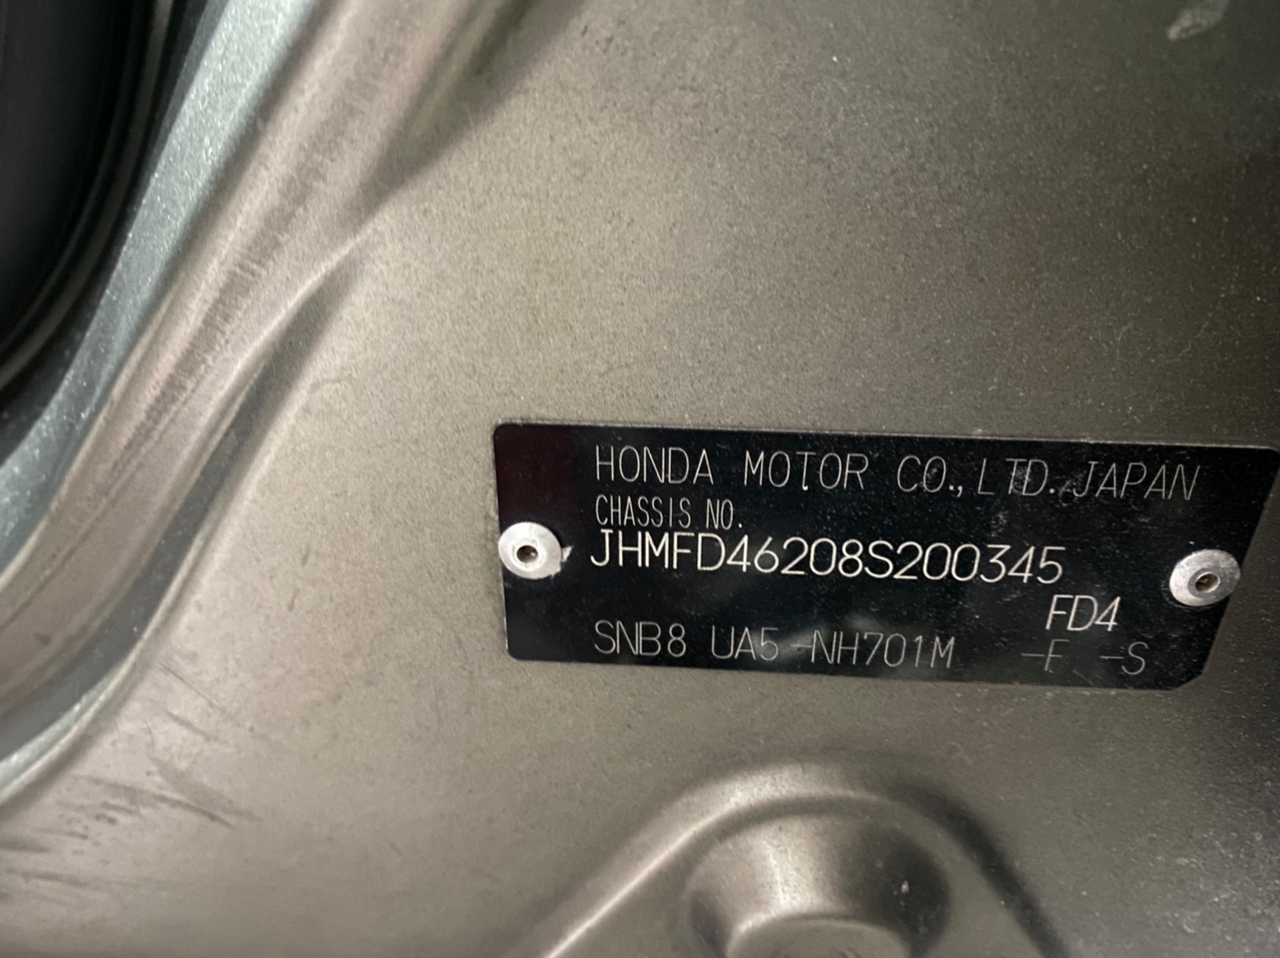 HONDA MOTOR CO.,LTD. JAPAN
CHASSIS NO.
JHMFD46208S200345
FD4
SNB8 UA5-NH701M -F -S